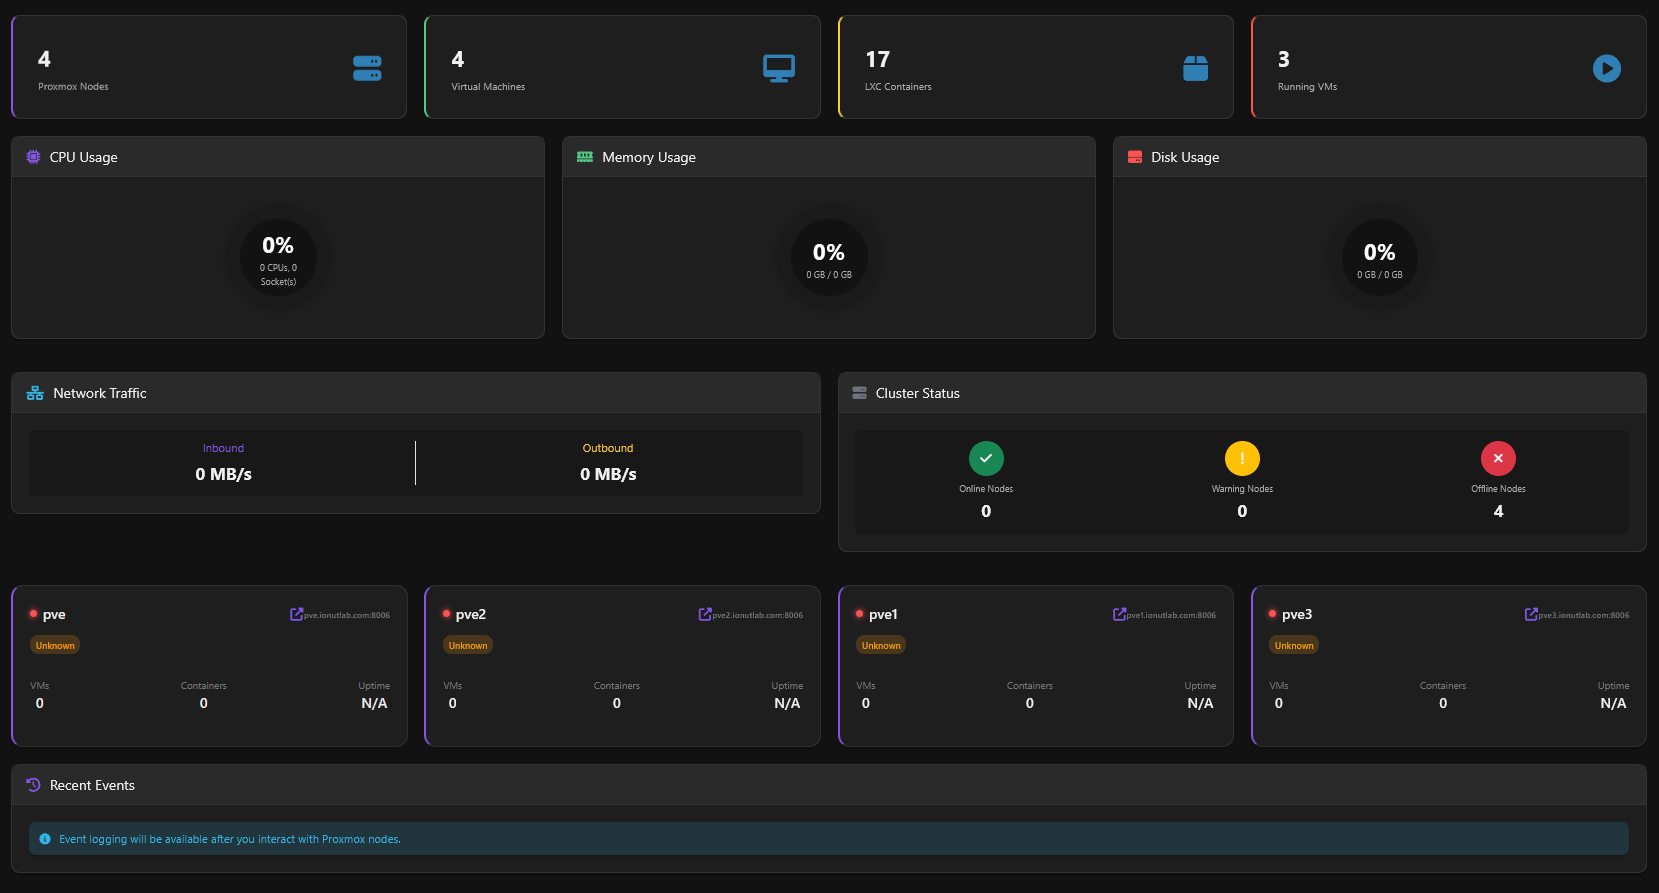 4
Proxmox Nodes
4
Virtual Machines
17
LXC Containers
3
Running VMs
CPU Usage
0%
0 CPUs, 0
Socket(s)
Memory Usage
0%
0 GB / 0 GB
Disk Usage
0%
0 GB / 0 GB
Network Traffic
Inbound
0 MB/s
Outbound
0 MB/s
Cluster Status
Online Nodes
0
Warning Nodes
0
Offline Nodes
4
pve
pve.ionutlab.com:8006
Unknown
VMs Containers Uptime
0 0 N/A
pve2
pve2.ionutlab.com:8006
Unknown
VMs Containers Uptime
0 0 N/A
pve1
pve1.ionutlab.com:8006
Unknown
VMs Containers Uptime
0 0 N/A
pve3
pve3.ionutlab.com:8006
Unknown
VMs Containers Uptime
0 0 N/A
Recent Events
Event logging will be available after you interact with Proxmox nodes.